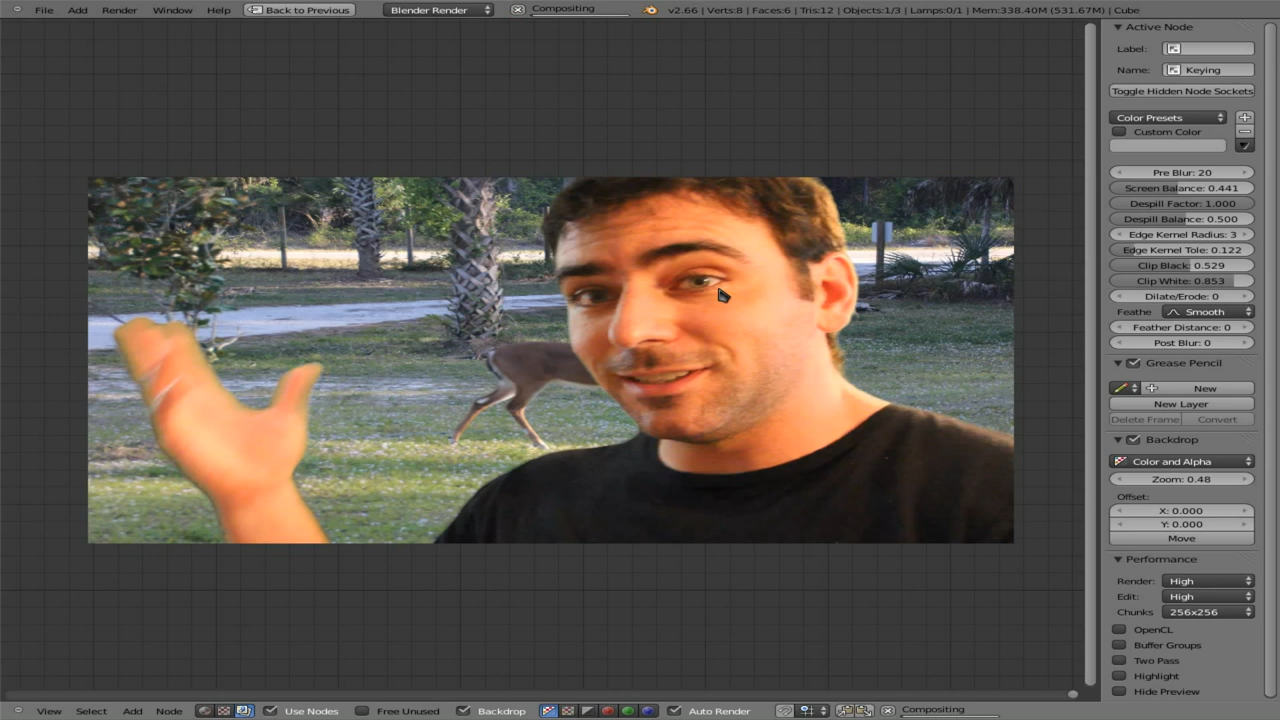 File Add Render Window Help Back to Previous Blender Render Compositing v2.66 | Verts:8 | Faces:6 | Tris:12 | Objects:1/3 | Lamps:0/1 | Mem:338.40M (531.67M) | Cube
Active Node
Label:
Name: Keying
Toggle Hidden Node Sockets
Color Presets
Custom Color
Pre Blur: 20
Screen Balance: 0.441
Despill Factor: 1.000
Despill Balance: 0.500
Edge Kernel Radius: 3
Edge Kernel Tole: 0.122
Clip Black: 0.529
Clip White: 0.853
Dilate/Erode: 0
Feathe Smooth
Feather Distance: 0
Post Blur: 0
Grease Pencil
New
New Layer
Delete Frame Convert
Backdrop
Color and Alpha
Zoom: 0.48
Offset:
X: 0.000
Y: 0.000
Move
Performance
Render: High
Edit: High
Chunks 256x256
OpenCL
Buffer Groups
Two Pass
Highlight
Hide Preview
View Select Add Node Use Nodes Free Unused Backdrop Auto Render Compositing